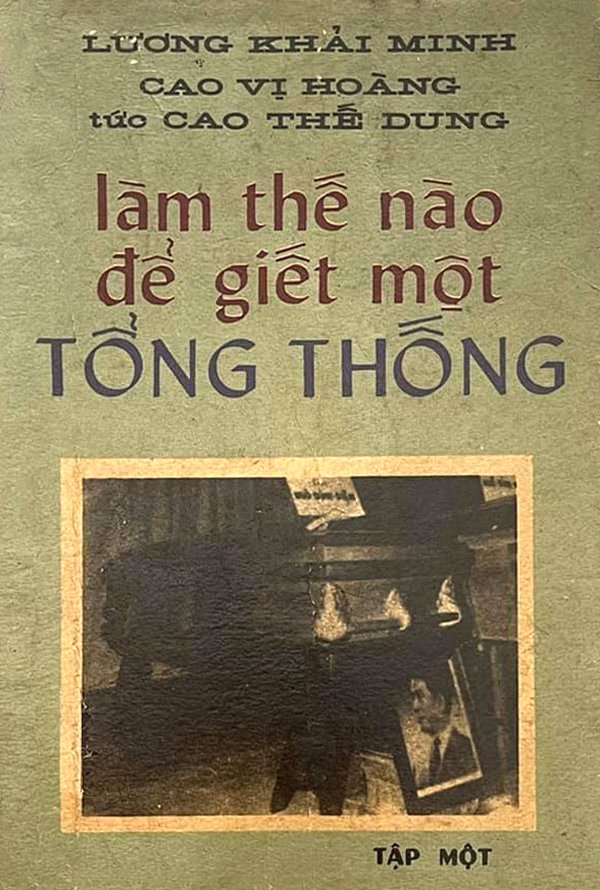 LƯƠNG KHẢI MINH
CAO VỊ HOÀNG
tức CAO THẾ DUNG
làm thế nào
để giết một
TỔNG THỐNG
TẬP MỘT